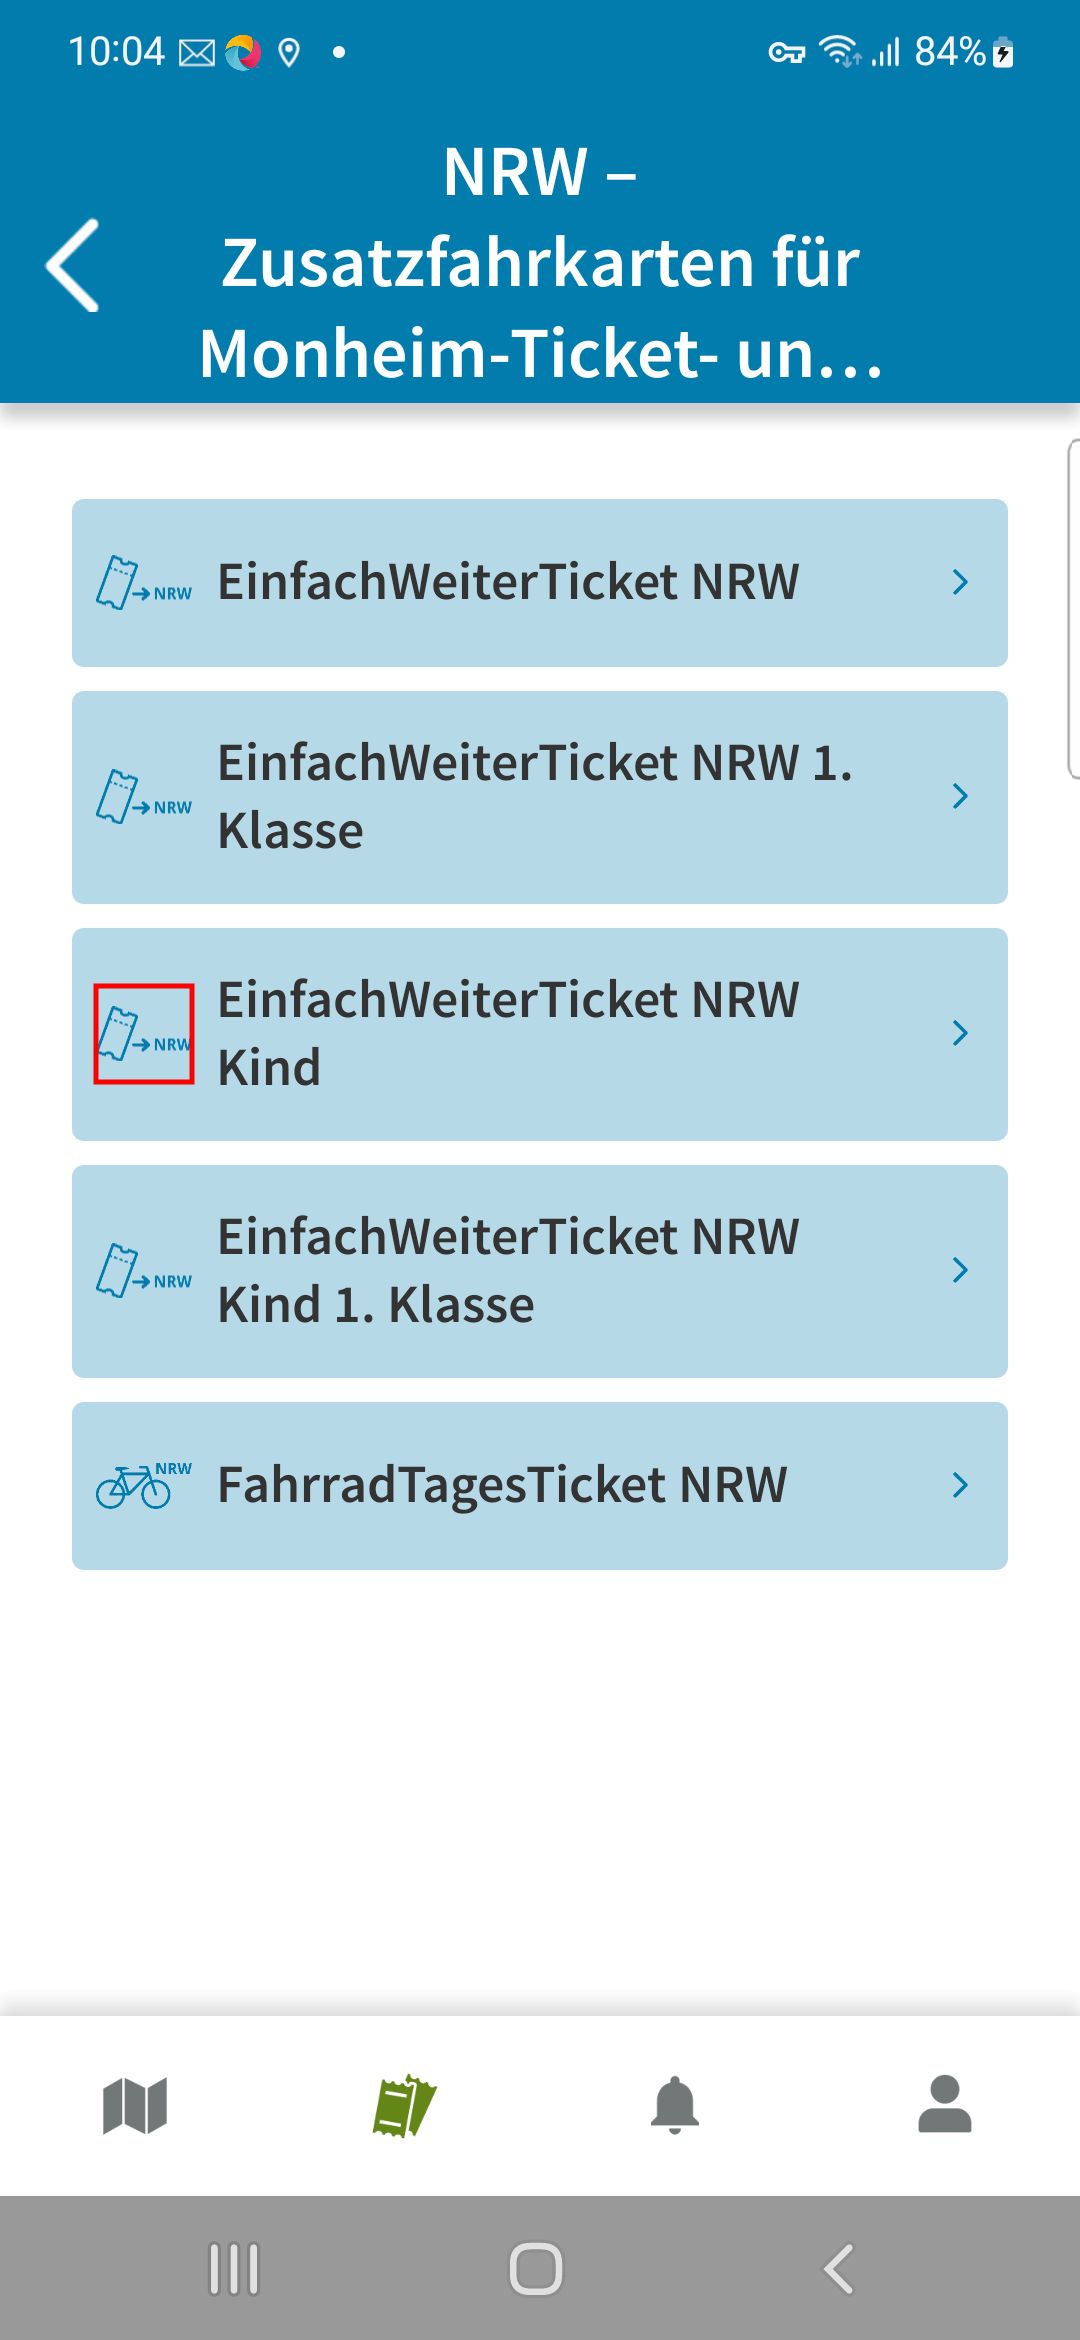 10:04
84%
NRW –
Zusatzfahrkarten für
Monheim-Ticket- un...
NRW
EinfachWeiterTicket NRW
NRW
EinfachWeiterTicket NRW 1.
Klasse
NRW
EinfachWeiterTicket NRW
Kind
NRW
EinfachWeiterTicket NRW
Kind 1. Klasse
NRW
FahrradTagesTicket NRW